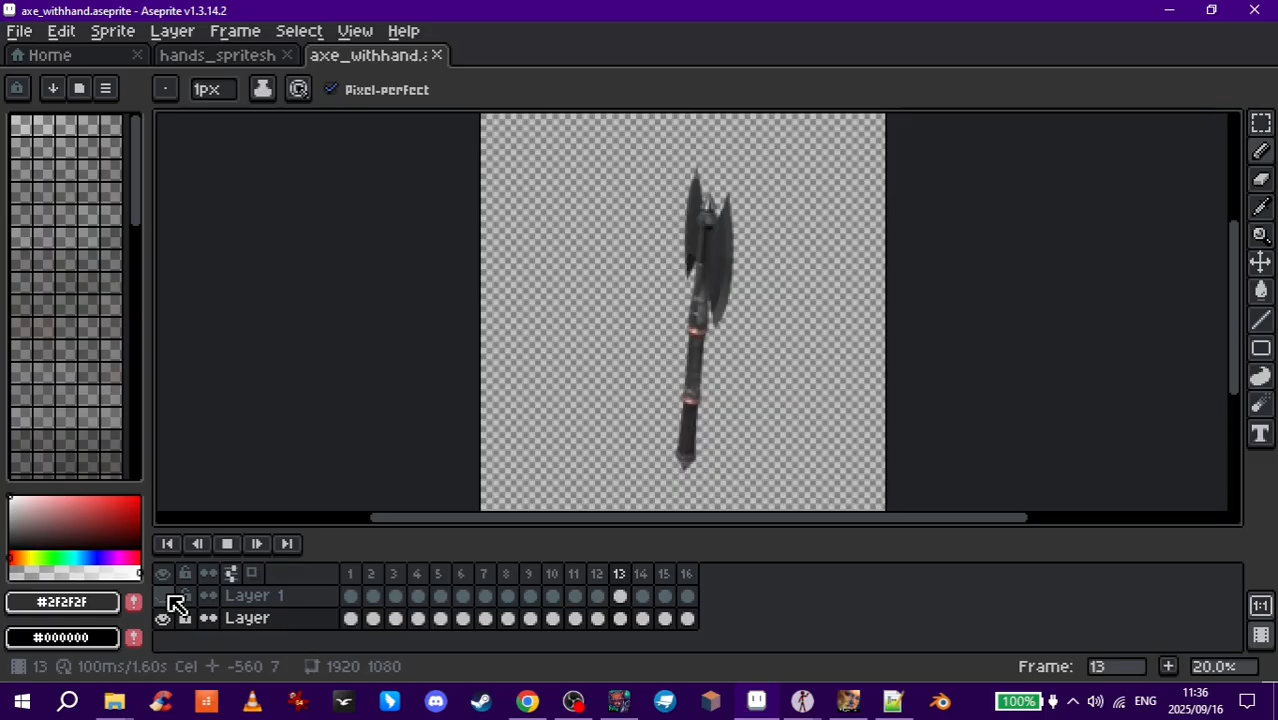 axe_withhand.aseprite - Aseprite v1.3.14.2
File Edit Sprite Layer Frame Select View Help
Home hands_spritesh axe_withhand.a
1px Pixel-perfect
1 2 3 4 5 6 7 8 9 10 11 12 13 14 15 16
Layer 1
Layer
#2F2F2F
#000000
13 100ms/1.60s Cel -560 7 1920 1080 Frame: 13 20.0%
1:1
100% ENG 11:36
2025/09/16